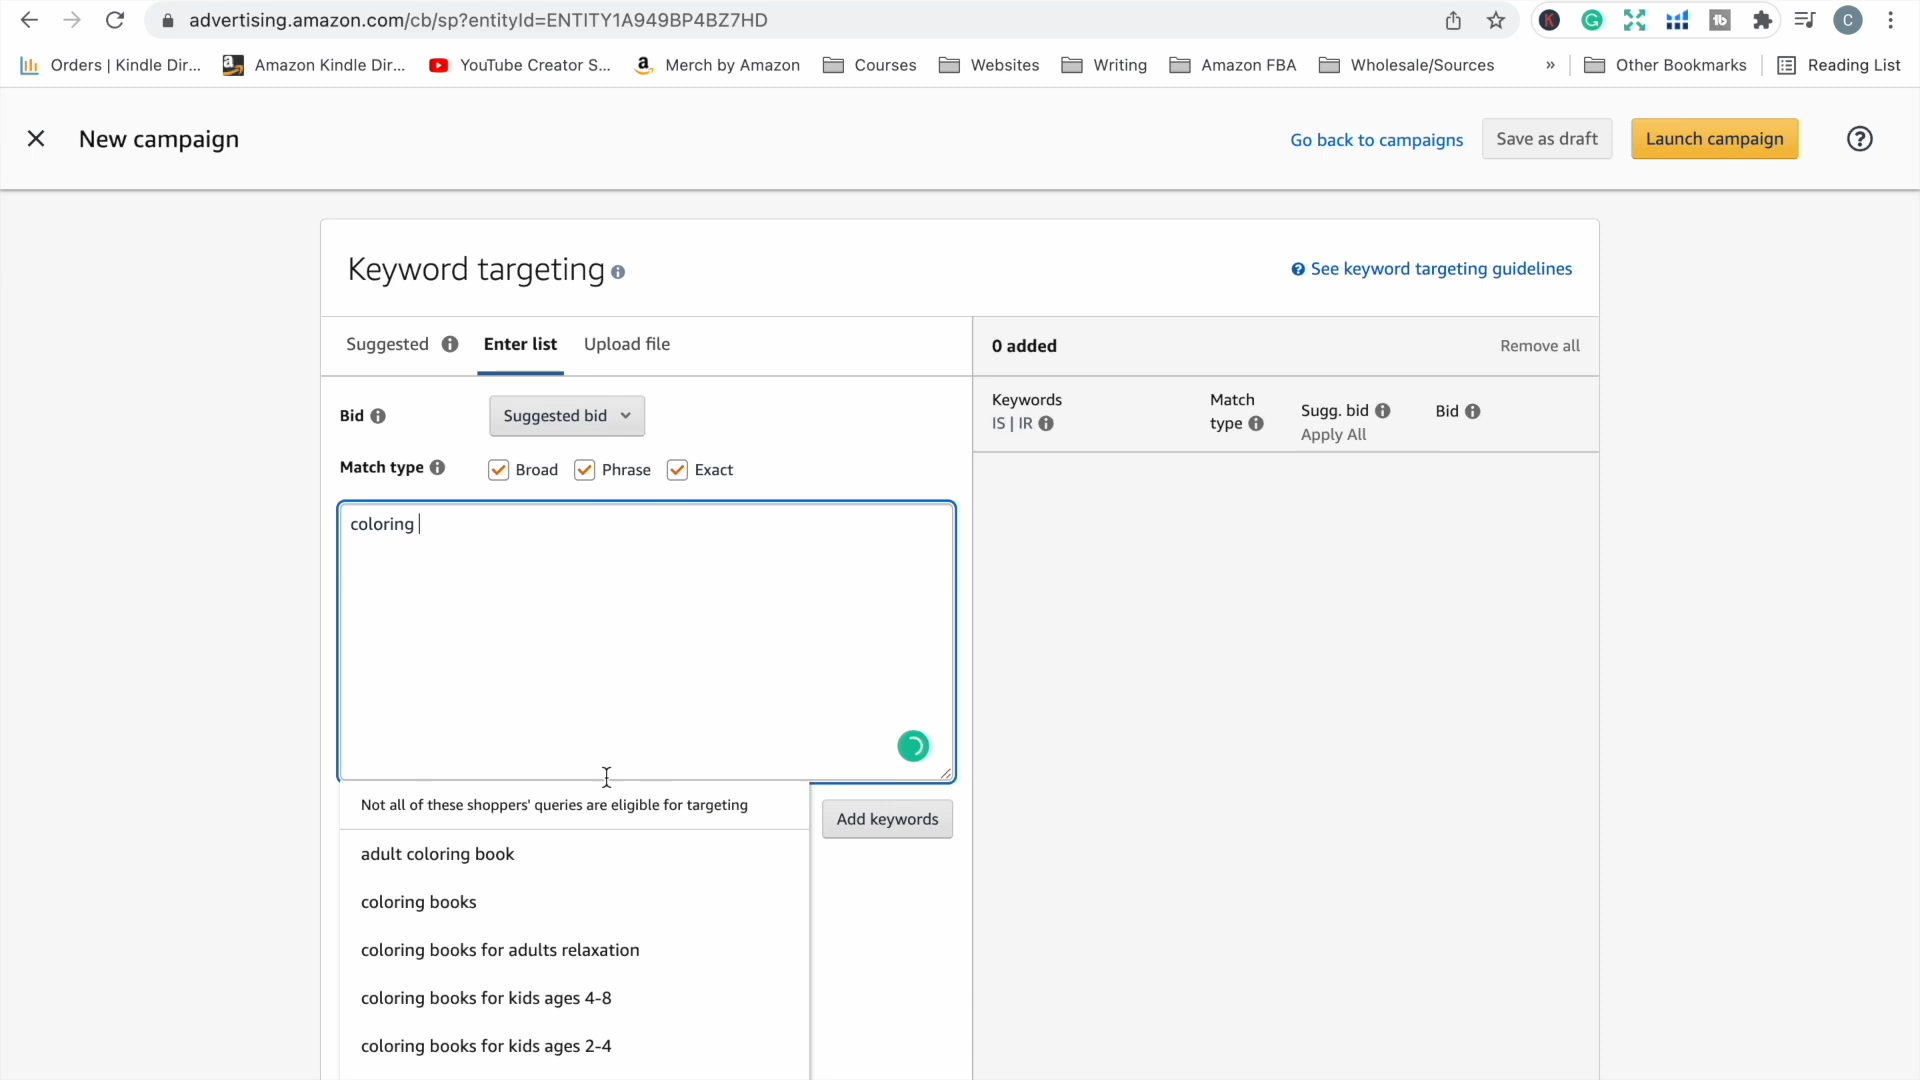 advertising.amazon.com/cb/sp?entityId=ENTITY1A949BP4BZ7HD
K
G
tb
C
Orders | Kindle Dir...
a
Amazon Kindle Dir...
YouTube Creator S...
a
Merch by Amazon
Courses
Websites
Writing
Amazon FBA
Wholesale/Sources
»
Other Bookmarks
Reading List
New campaign
Go back to campaigns
Save as draft
Launch campaign
?
Keyword targeting
See keyword targeting guidelines
Suggested
Enter list
Upload file
0 added
Remove all
Bid
Suggested bid
Keywords
IS | IR
Match
type
Sugg. bid
Apply All
Bid
Match type
Broad
Phrase
Exact
coloring
Not all of these shoppers' queries are eligible for targeting
Add keywords
adult coloring book
coloring books
coloring books for adults relaxation
coloring books for kids ages 4-8
coloring books for kids ages 2-4